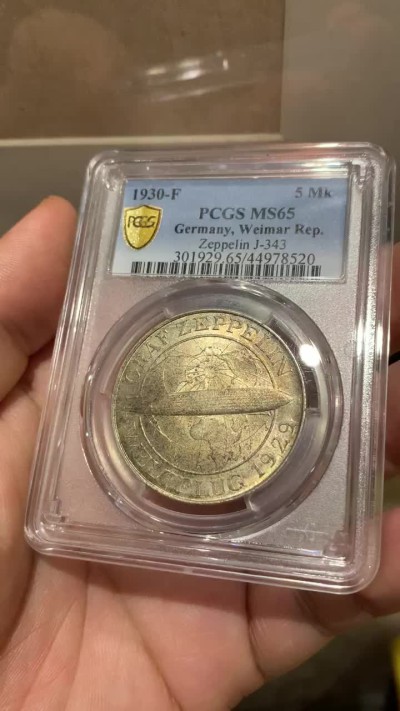 1930-F 5 Mk
PCGS PCGS MS65
Germany, Weimar Rep.
Zeppelin J-343
301929.65/44978520
GRAF ZEPPELIN
WELTFLUG 1929